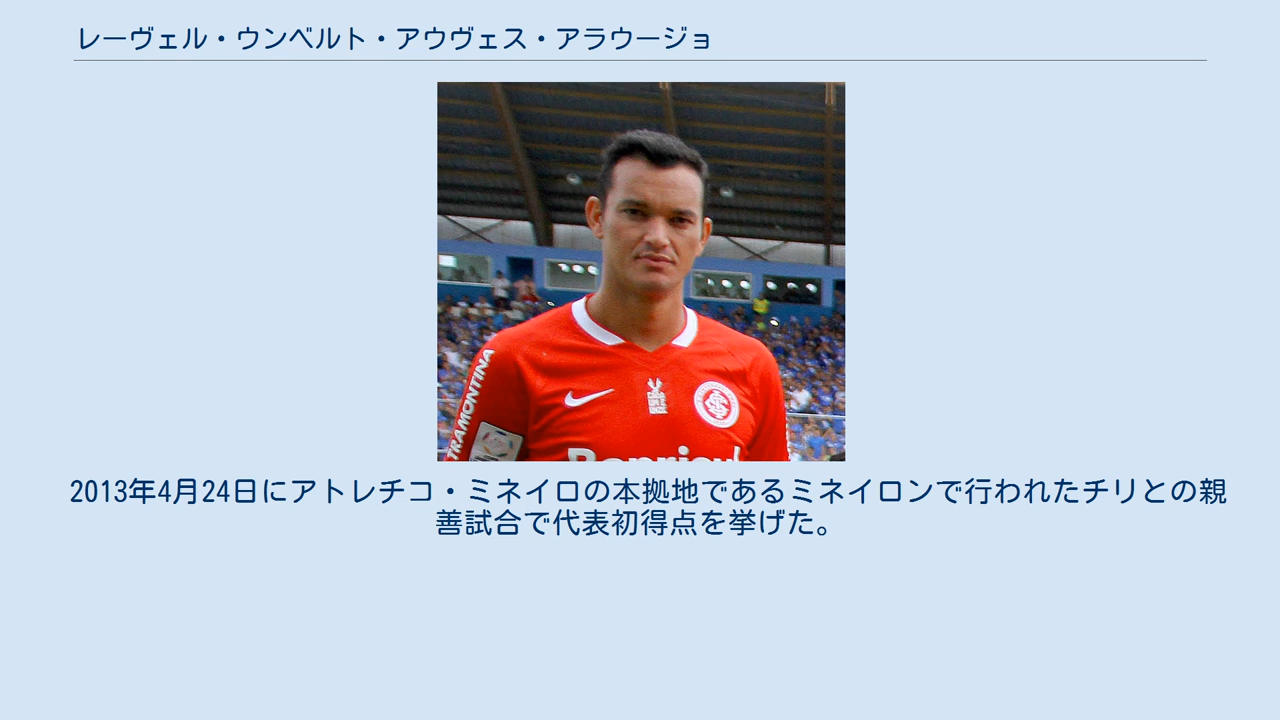 レーヴェル・ウンベルト・アウヴェス・アラウージョ
TRAMONTINA
2013年4月24日にアトレチコ・ミネイロの本拠地であるミネイロンで行われたチリとの親
善試合で代表初得点を挙げた。